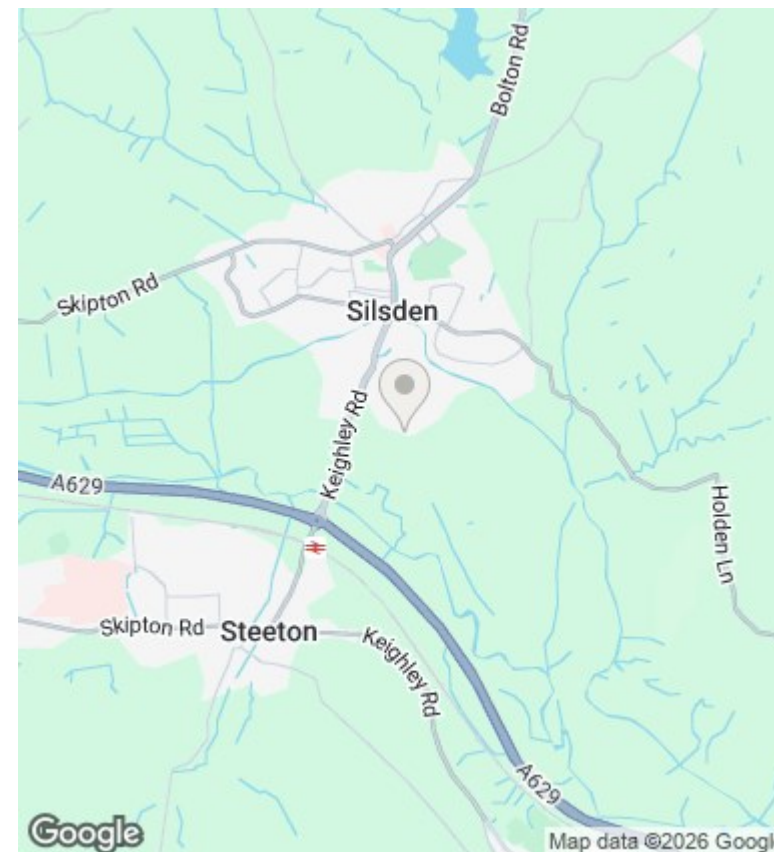 Bolton Rd
Skipton Rd
Silsden
Keighley Rd
A629
Holden Ln
Skipton Rd
Steeton
Keighley Rd
A629
Google
Map data ©2026 Googl